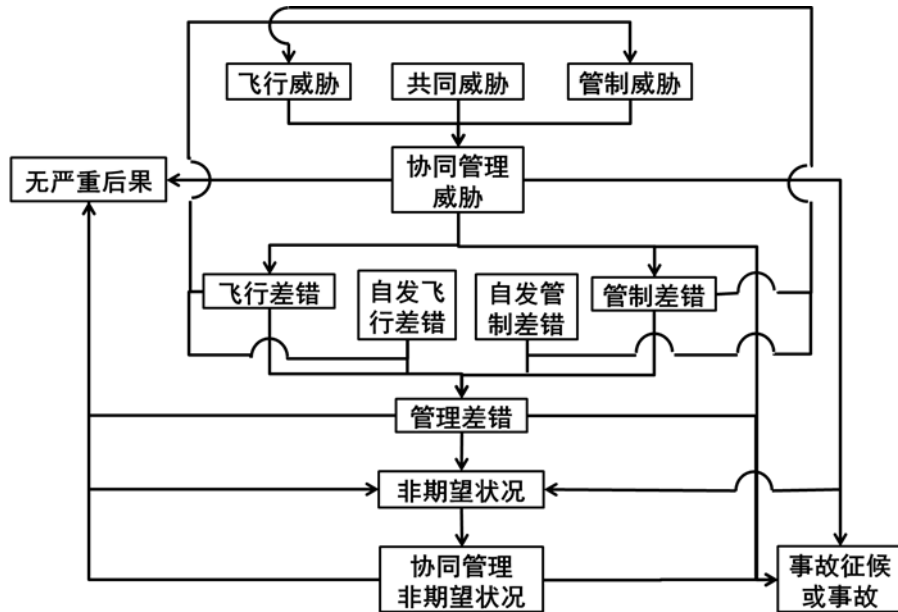 飞行威胁
共同威胁
管制威胁
协同管理
威胁
无严重后果
飞行差错
自发飞
行差错
自发管
制差错
管制差错
管理差错
非期望状况
协同管理
非期望状况
事故征候
或事故